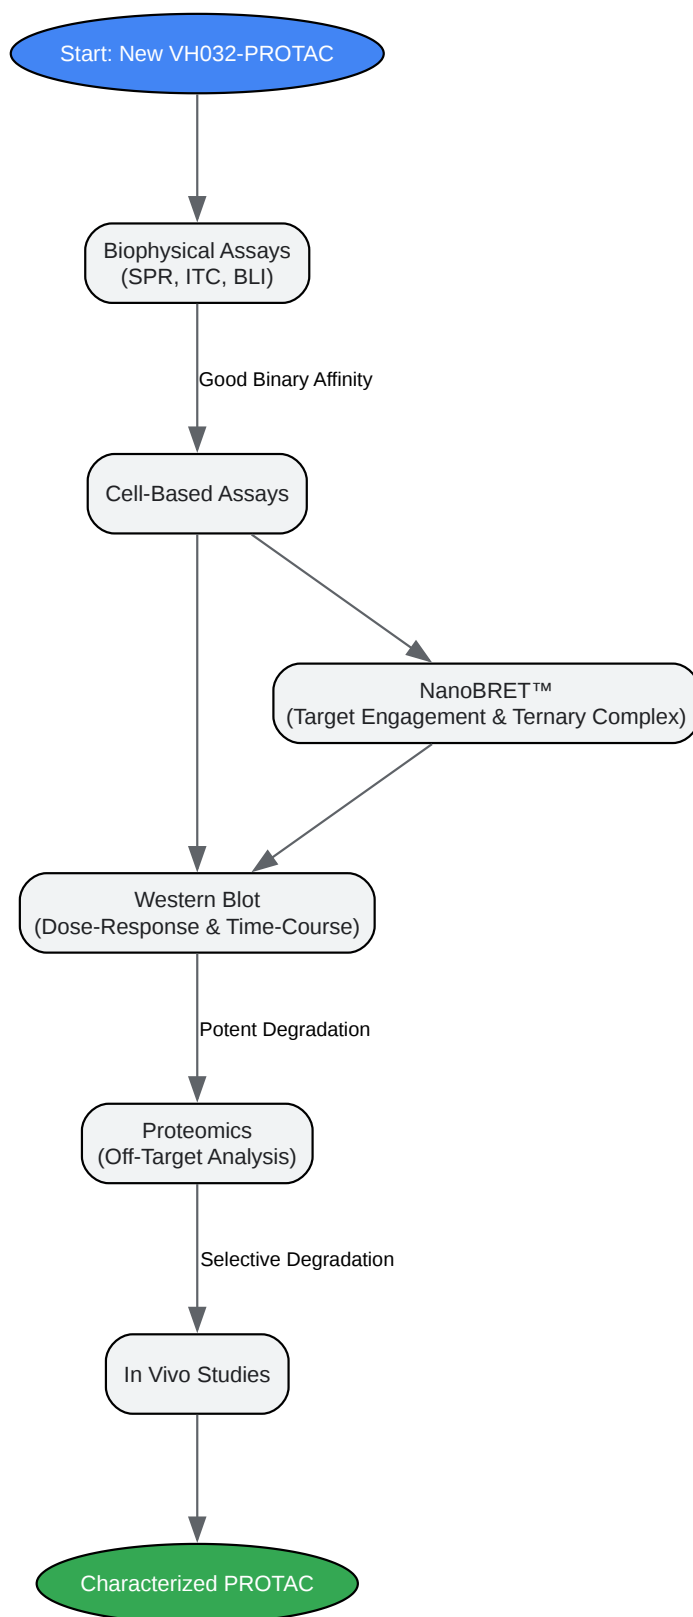 Start: New VH032-PROTAC
Biophysical Assays
(SPR, ITC, BLI)
Good Binary Affinity
Cell-Based Assays
NanoBRET™
(Target Engagement & Ternary Complex)
Western Blot
(Dose-Response & Time-Course)
Potent Degradation
Proteomics
(Off-Target Analysis)
Selective Degradation
In Vivo Studies
Characterized PROTAC